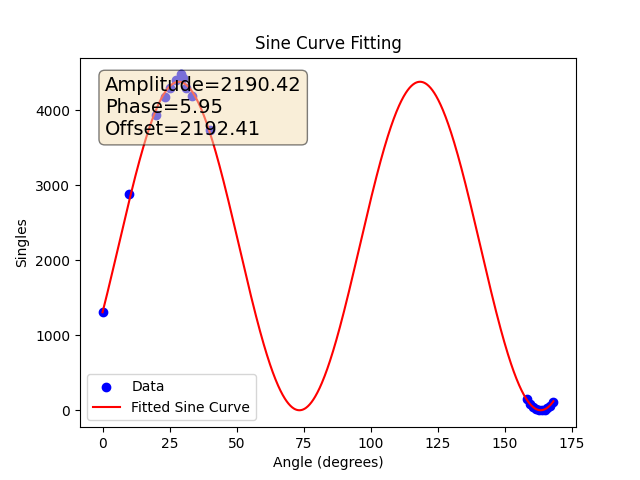 Sine Curve Fitting
Amplitude=2190.42
Phase=5.95
Offset=2192.41
4000
3000
2000
1000
0
Singles
Data
Fitted Sine Curve
0 25 50 75 100 125 150 175
Angle (degrees)